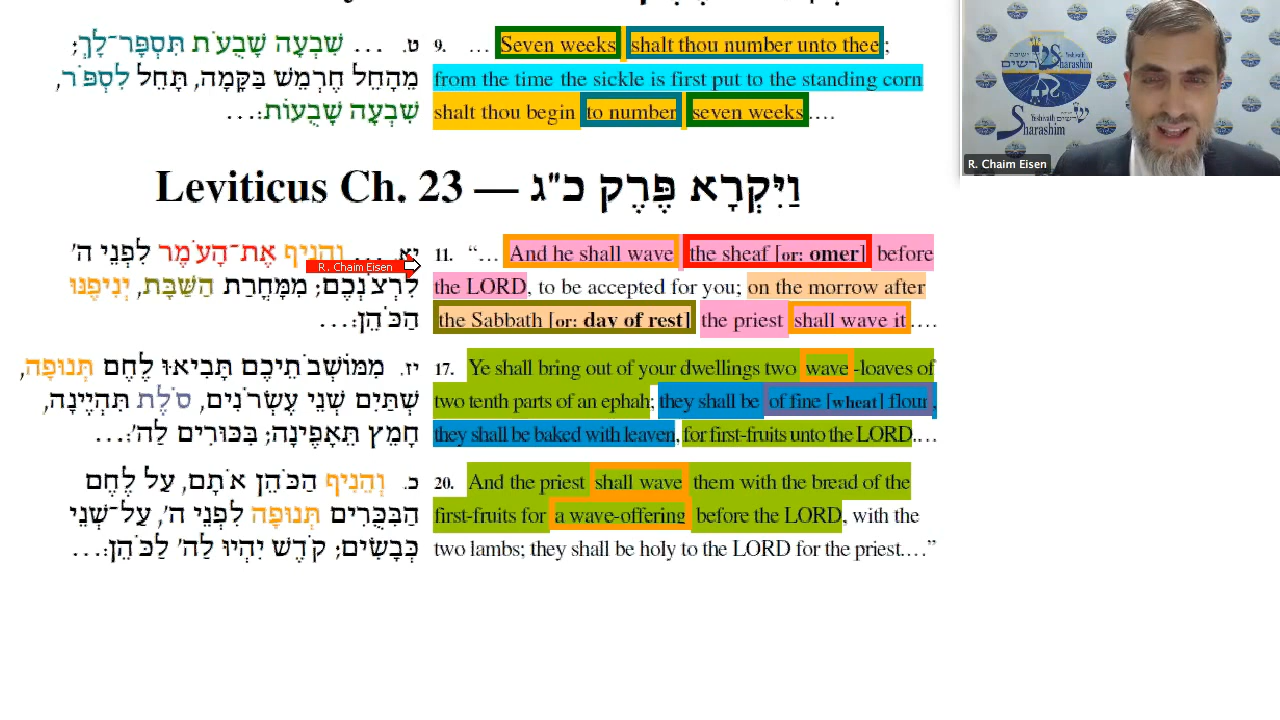 ט. ... שִׁבְעָה שָׁבֻעֹת תִּסְפָּר־לָךְ;
מֵהָחֵל חֶרְמֵשׁ בַּקָּמָה, תָּחֵל לִסְפֹּר,
שִׁבְעָה שָׁבֻעוֹת:...
9. ... Seven weeks shalt thou number unto thee;
from the time the sickle is first put to the standing corn
shalt thou begin to number seven weeks....
Leviticus Ch. 23 — וַיִּקְרָא פֶּרֶק כ"ג
יא. ... וְהֵנִיף אֶת־הָעֹמֶר לִפְנֵי ה'
לִרְצֹנְכֶם; מִמָּחֳרַת הַשַּׁבָּת, יְנִיפֶנּוּ
הַכֹּהֵן:...
11. “... And he shall wave the sheaf [or: omer] before
the LORD, to be accepted for you; on the morrow after
the Sabbath [or: day of rest] the priest shall wave it....
יז. מִמּוֹשְׁבֹתֵיכֶם תָּבִיאּוּ לֶחֶם תְּנוּפָה,
שְׁתַּיִם שְׁנֵי עֶשְׂרֹנִים, סֹלֶת תִּהְיֶינָה,
חָמֵץ תֵּאָפֶינָה; בִּכּוּרִים לַה':...
17. Ye shall bring out of your dwellings two wave-loaves of
two tenth parts of an ephah; they shall be of fine [wheat] flour,
they shall be baked with leaven, for first-fruits unto the LORD....
כ. וְהֵנִיף הַכֹּהֵן אֹתָם, עַל לֶחֶם
הַבִּכֻּרִים תְּנוּפָה לִפְנֵי ה', עַל־שְׁנֵי
כְּבָשִׂים; קֹדֶשׁ יִהְיוּ לַה' לַכֹּהֵן:...
20. And the priest shall wave them with the bread of the
first-fruits for a wave-offering before the LORD, with the
two lambs; they shall be holy to the LORD for the priest....”
R. Chaim Eisen
Yeshivath
Sharashim
Yeshivath
Sharashim
R. Chaim Eisen